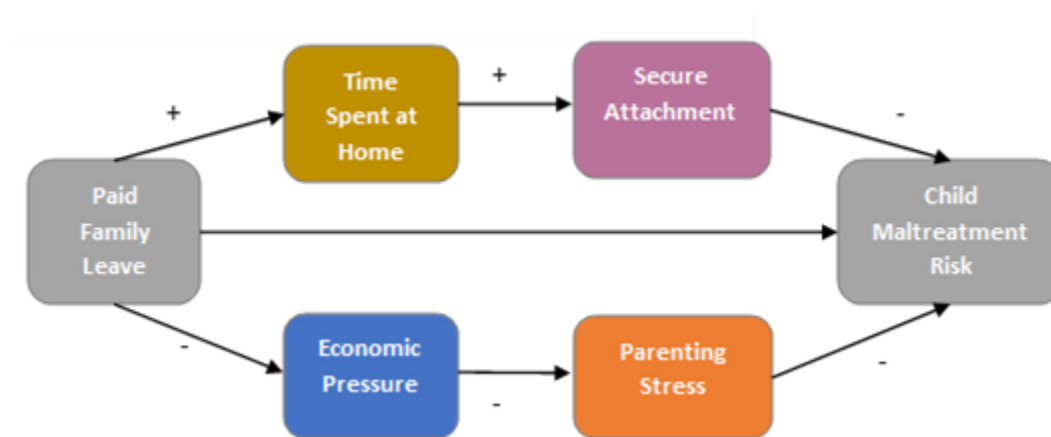 Time
Spent at
Home
+
+
Secure
Attachment
-
Paid
Family
Leave
Child
Maltreatment
Risk
-
Economic
Pressure
-
Parenting
Stress
-